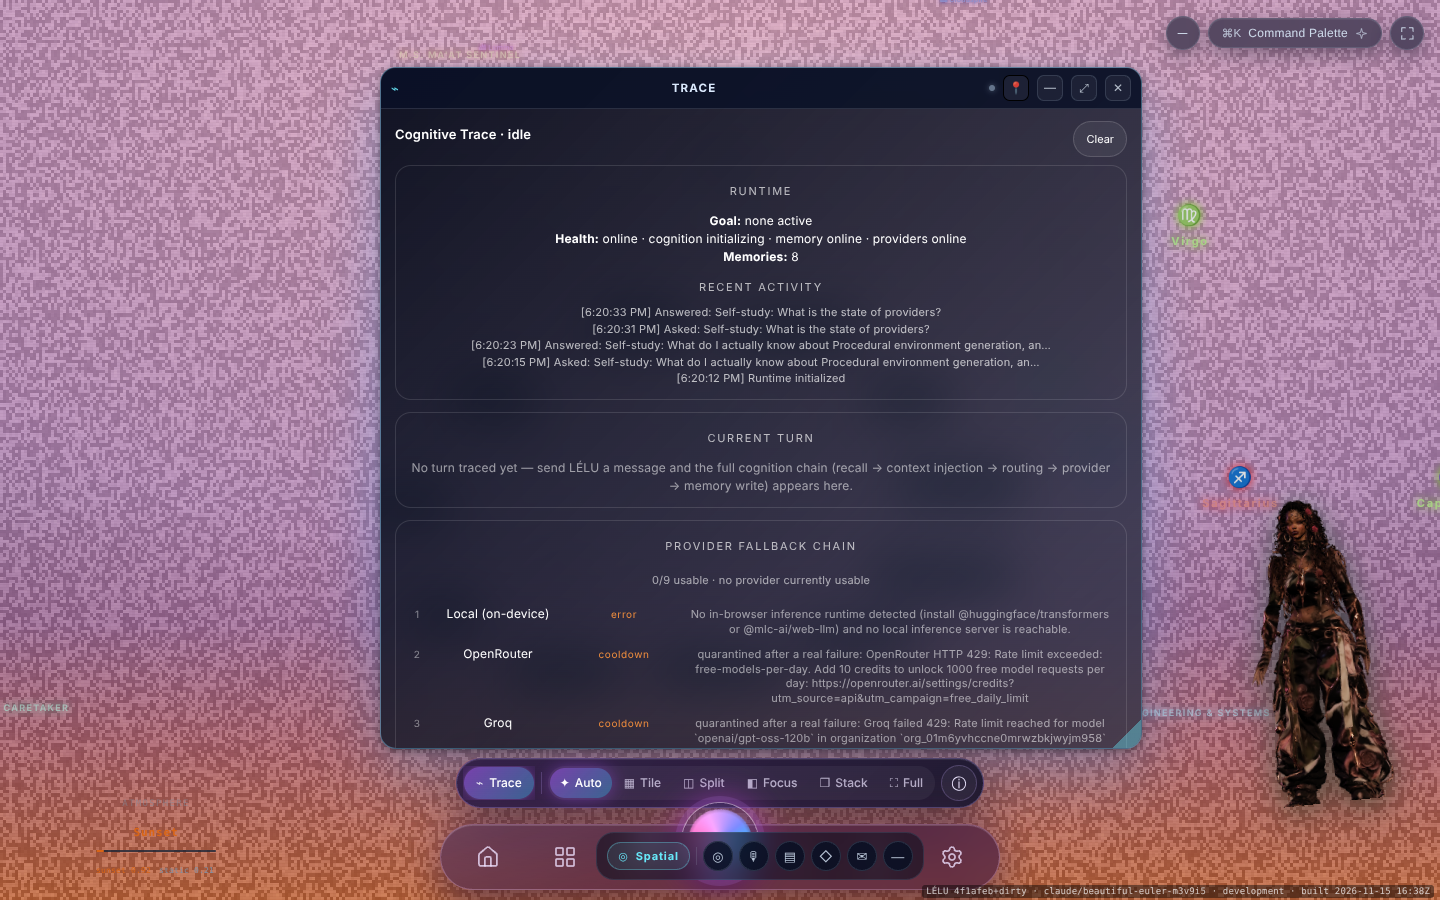 ⌘K Command Palette
TRACE
Cognitive Trace · idle
Clear
RUNTIME
Goal: none active
Health: online · cognition initializing · memory online · providers online
Memories: 8
RECENT ACTIVITY
[6:20:33 PM] Answered: Self-study: What is the state of providers?
[6:20:31 PM] Asked: Self-study: What is the state of providers?
[6:20:23 PM] Answered: Self-study: What do I actually know about Procedural environment generation, an…
[6:20:15 PM] Asked: Self-study: What do I actually know about Procedural environment generation, an…
[6:20:12 PM] Runtime initialized
CURRENT TURN
No turn traced yet — send LÉLU a message and the full cognition chain (recall → context injection → routing → provider
→ memory write) appears here.
PROVIDER FALLBACK CHAIN
0/9 usable · no provider currently usable
1 Local (on-device) error No in-browser inference runtime detected (install @huggingface/transformers
or @mlc-ai/web-llm) and no local inference server is reachable.
2 OpenRouter cooldown quarantined after a real failure: OpenRouter HTTP 429: Rate limit exceeded:
free-models-per-day. Add 10 credits to unlock 1000 free model requests per
day: https://openrouter.ai/settings/credits?
utm_source=api&utm_campaign=free_daily_limit
3 Groq cooldown quarantined after a real failure: Groq failed 429: Rate limit reached for model
`openai/gpt-oss-120b` in organization `org_01m6yvhccne0mrwzbkjwyjm958`
Virgo
CARETAKER
& SYSTEMS
Trace
Auto
Tile
Split
Focus
Stack
Full
Spatial
LÉLU 4f1afeb+dirty · claude/beautiful-euler-m3v9i5 · development · built 2026-11-15 16:38Z